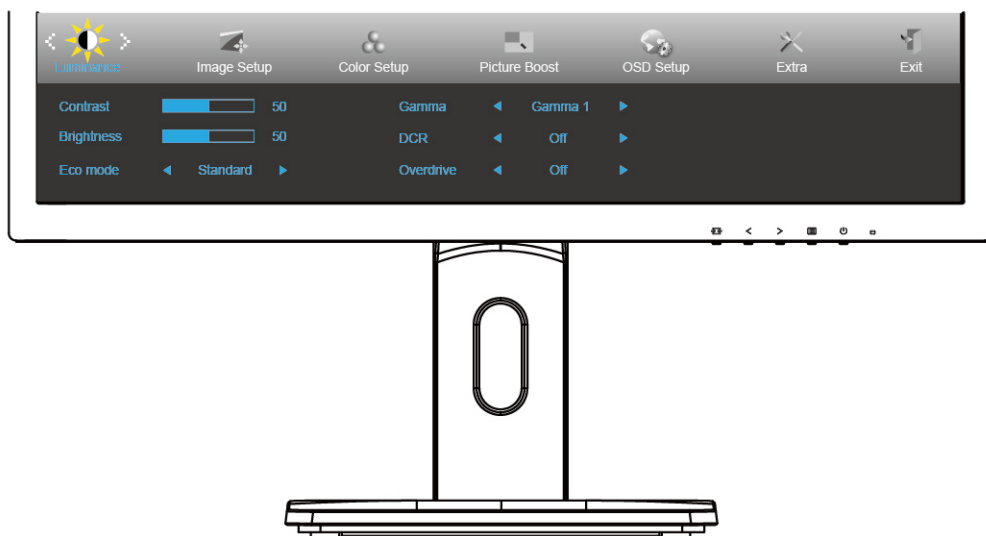 Luminance
Image Setup
Color Setup
Picture Boost
OSD Setup
Extra
Exit
Contrast 50 Gamma Gamma 1
Brightness 50 DCR Off
Eco mode Standard Overdrive Off